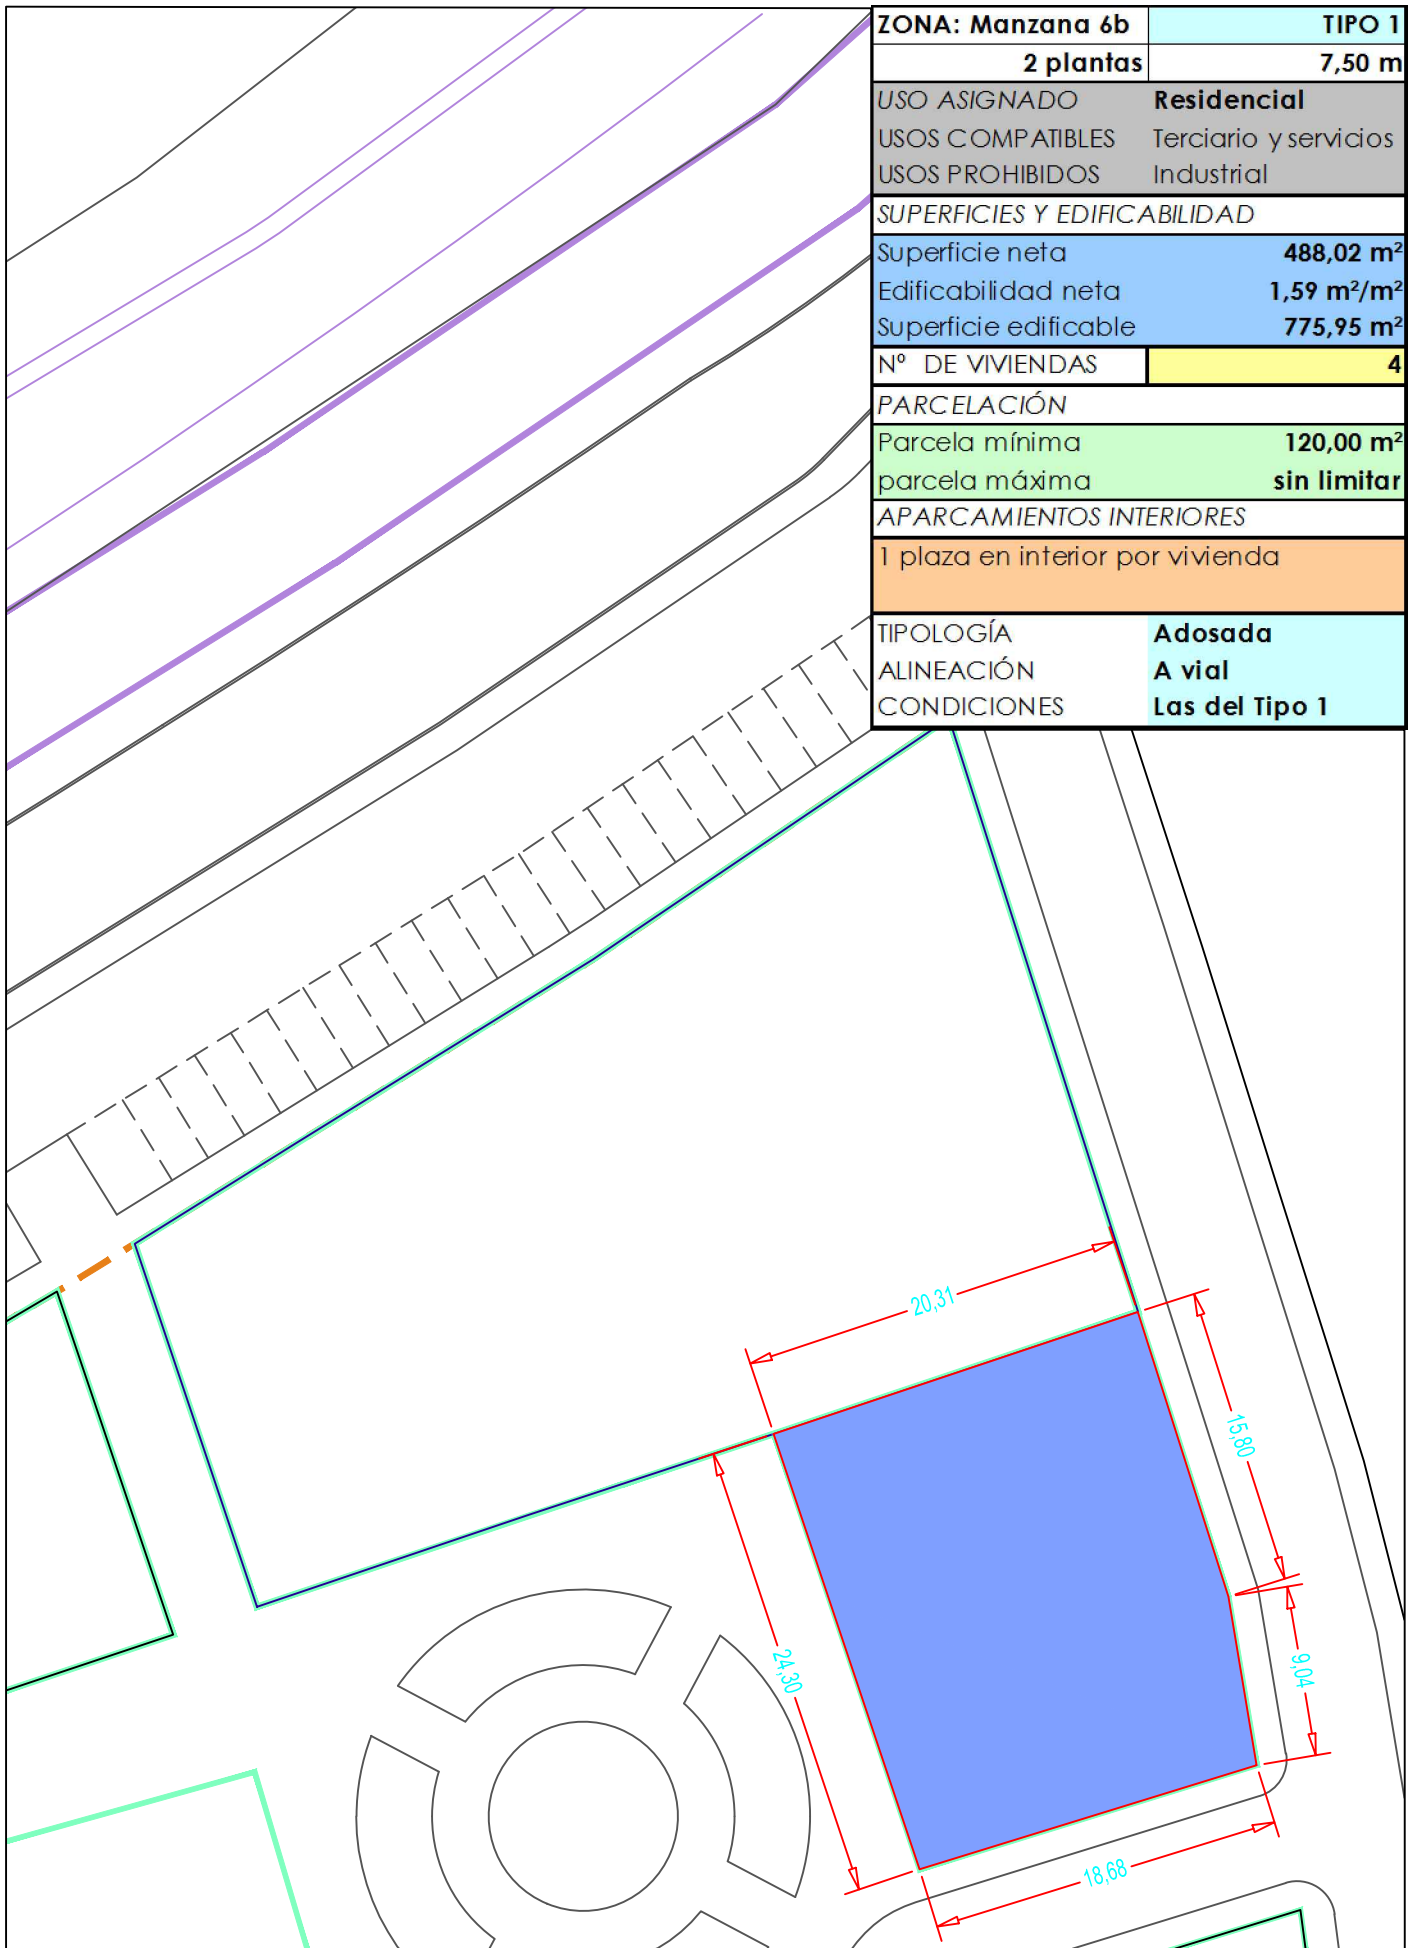 ZONA: Manzana 6b TIPO 1
2 plantas 7,50 m
USO ASIGNADO Residencial
USOS COMPATIBLES Terciario y servicios
USOS PROHIBIDOS Industrial
SUPERFICIES Y EDIFICABILIDAD
Superficie neta 488,02 m²
Edificabilidad neta 1,59 m²/m²
Superficie edificable 775,95 m²
Nº DE VIVIENDAS 4
PARCELACIÓN
Parcela mínima 120,00 m²
parcela máxima sin limitar
APARCAMIENTOS INTERIORES
1 plaza en interior por vivienda
TIPOLOGÍA Adosada
ALINEACIÓN A vial
CONDICIONES Las del Tipo 1
20,31
15,80
24,30
9,04
18,68